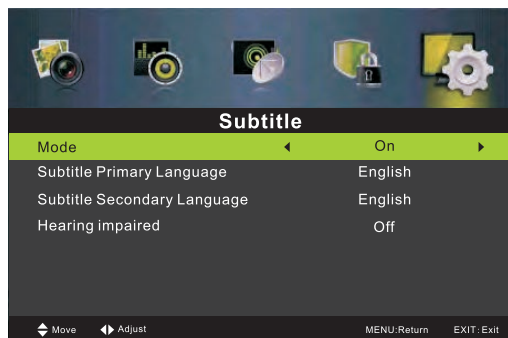 Subtitle
Mode On
Subtitle Primary Language English
Subtitle Secondary Language English
Hearing impaired Off
Move Adjust MENU:Return EXIT:Exit